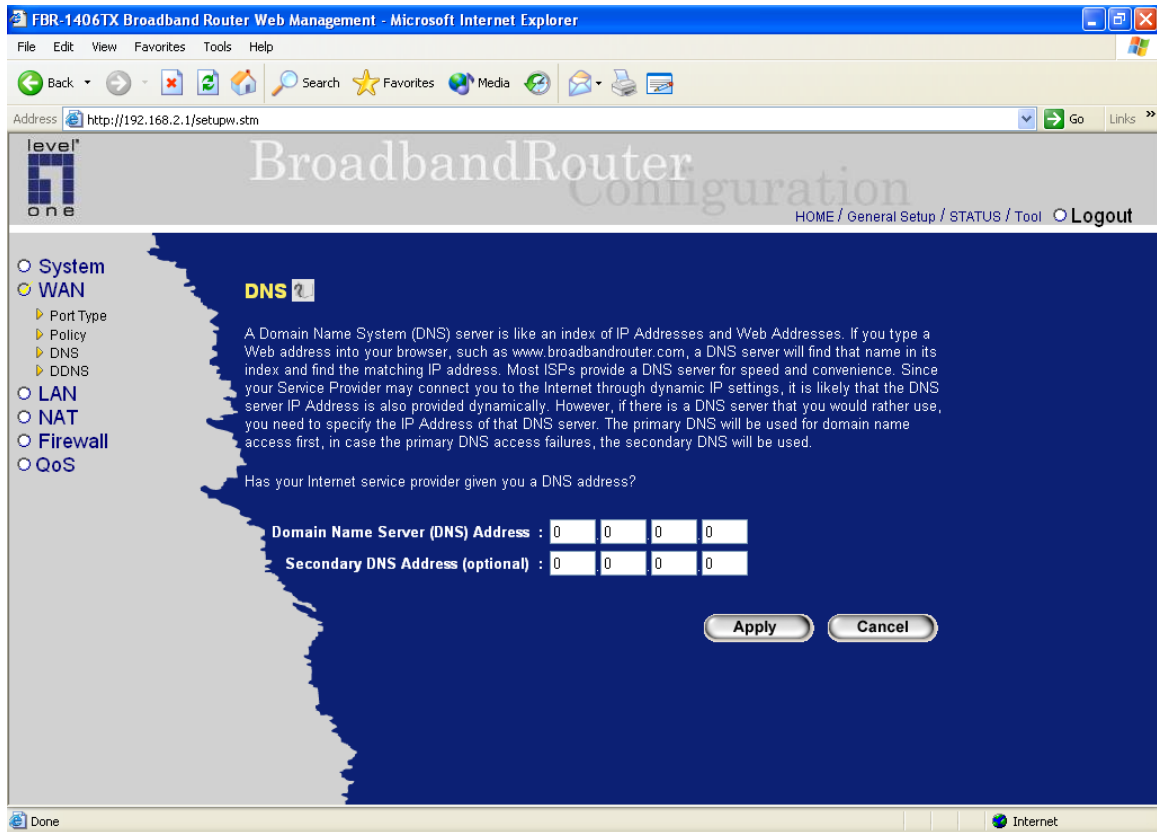 FBR-1406TX Broadband Router Web Management - Microsoft Internet Explorer
File Edit View Favorites Tools Help
Back Search Favorites Media
Address http://192.168.2.1/setupw.stm Go Links »
level one
BroadbandRouter
Configuration
HOME / General Setup / STATUS / Tool Logout
System
WAN
Port Type
Policy
DNS
DDNS
LAN
NAT
Firewall
QoS
DNS
A Domain Name System (DNS) server is like an index of IP Addresses and Web Addresses. If you type a
Web address into your browser, such as www.broadbandrouter.com, a DNS server will find that name in its
index and find the matching IP address. Most ISPs provide a DNS server for speed and convenience. Since
your Service Provider may connect you to the Internet through dynamic IP settings, it is likely that the DNS
server IP Address is also provided dynamically. However, if there is a DNS server that you would rather use,
you need to specify the IP Address of that DNS server. The primary DNS will be used for domain name
access first, in case the primary DNS access failures, the secondary DNS will be used.
Has your Internet service provider given you a DNS address?
Domain Name Server (DNS) Address : 0 . 0 . 0 . 0
Secondary DNS Address (optional) : 0 . 0 . 0 . 0
Apply Cancel
Done Internet